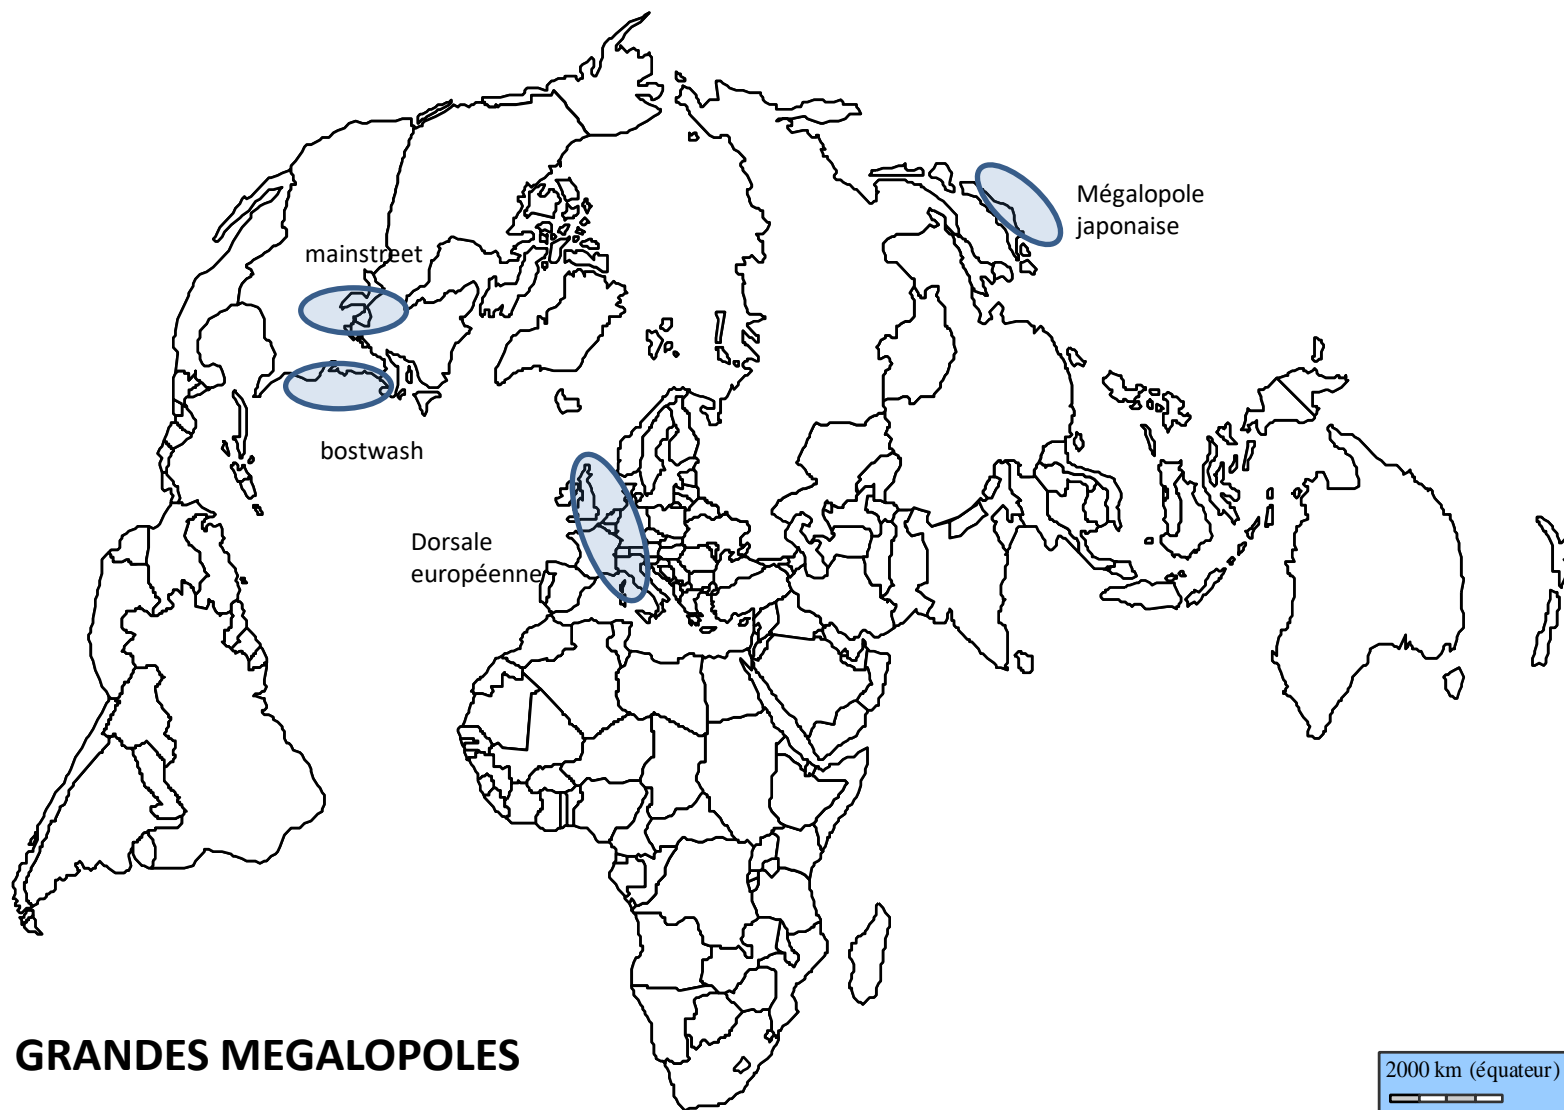 mainstreet
Mégalopole
japonaise
bostwash
Dorsale
européenne
GRANDES MEGALOPOLES
2000 km (équateur)